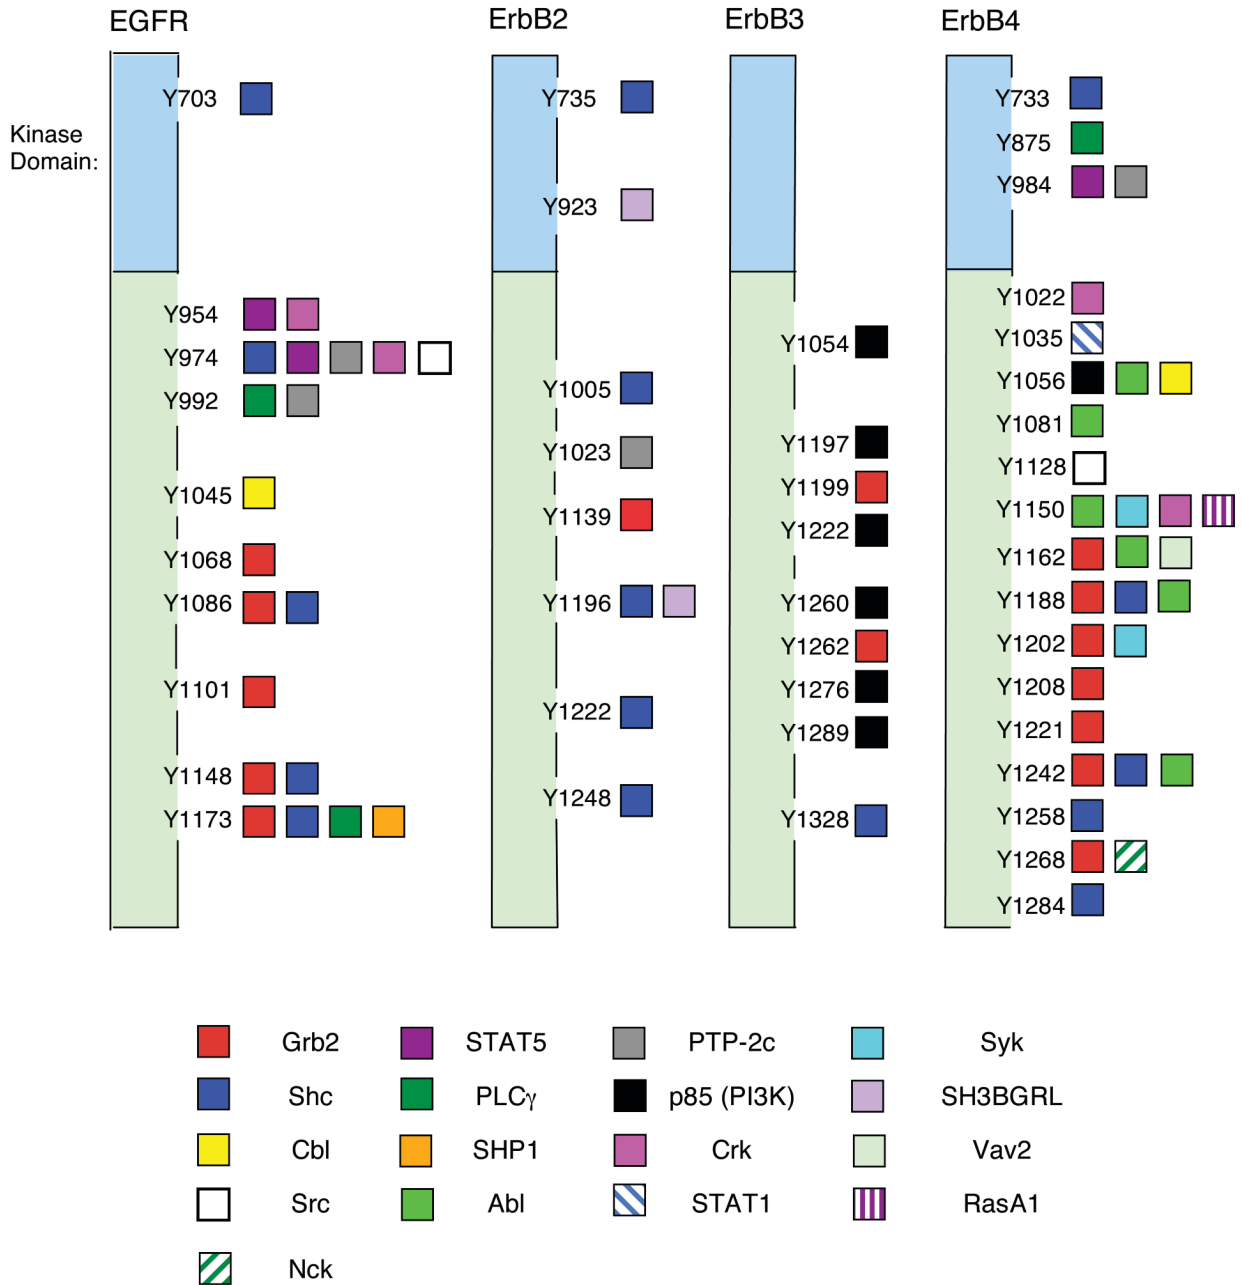 EGFR
ErbB2
ErbB3
ErbB4
Kinase
Domain:
Y703
Y954
Y974
Y992
Y1045
Y1068
Y1086
Y1101
Y1148
Y1173
Y735
Y923
Y1005
Y1023
Y1139
Y1196
Y1222
Y1248
Y1054
Y1197
Y1199
Y1222
Y1260
Y1262
Y1276
Y1289
Y1328
Y733
Y875
Y984
Y1022
Y1035
Y1056
Y1081
Y1128
Y1150
Y1162
Y1188
Y1202
Y1208
Y1221
Y1242
Y1258
Y1268
Y1284
Grb2
STAT5
PTP-2c
Syk
Shc
PLCγ
p85 (PI3K)
SH3BGRL
Cbl
SHP1
Crk
Vav2
Src
Abl
STAT1
RasA1
Nck